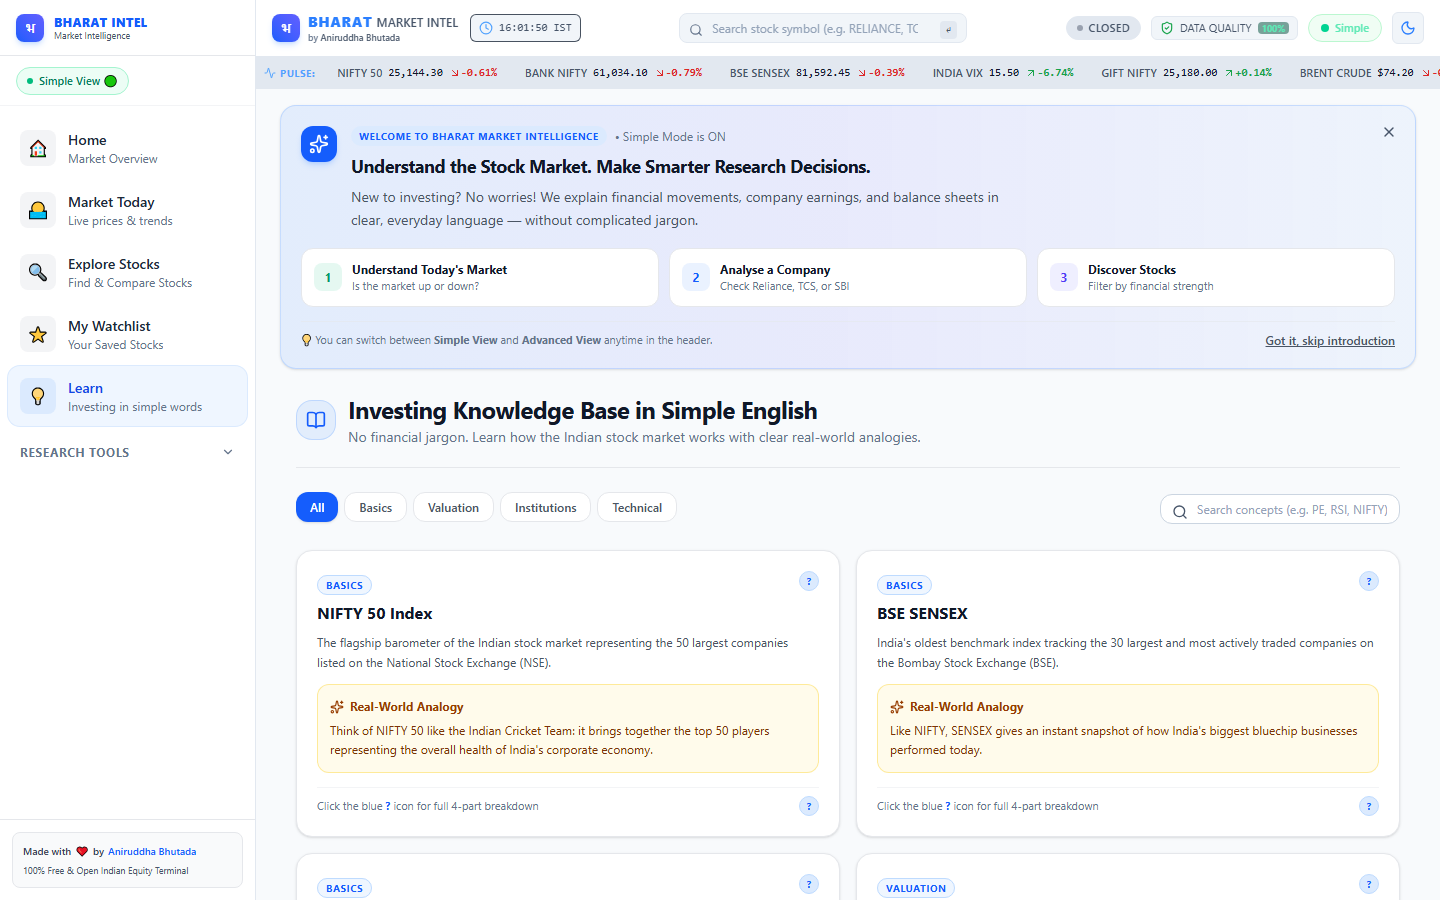 भ
BHARAT INTEL
Market Intelligence
Simple View
Home
Market Overview
Market Today
Live prices & trends
Explore Stocks
Find & Compare Stocks
My Watchlist
Your Saved Stocks
Learn
Investing in simple words
RESEARCH TOOLS
Made with ❤️ by Aniruddha Bhutada
100% Free & Open Indian Equity Terminal
भ
BHARAT MARKET INTEL
by Aniruddha Bhutada
16:01:50 IST
Search stock symbol (e.g. RELIANCE, TC
CLOSED
DATA QUALITY 100%
Simple
PULSE: NIFTY 50 25,144.30 ↘-0.61% BANK NIFTY 61,034.10 ↘-0.79% BSE SENSEX 81,592.45 ↘-0.39% INDIA VIX 15.50 ↗-6.74% GIFT NIFTY 25,180.00 ↗+0.14% BRENT CRUDE $74.20 ↘
WELCOME TO BHARAT MARKET INTELLIGENCE • Simple Mode is ON
Understand the Stock Market. Make Smarter Research Decisions.
New to investing? No worries! We explain financial movements, company earnings, and balance sheets in
clear, everyday language — without complicated jargon.
1 Understand Today's Market
Is the market up or down?
2 Analyse a Company
Check Reliance, TCS, or SBI
3 Discover Stocks
Filter by financial strength
You can switch between Simple View and Advanced View anytime in the header.
Got it, skip introduction
Investing Knowledge Base in Simple English
No financial jargon. Learn how the Indian stock market works with clear real-world analogies.
All Basics Valuation Institutions Technical
Search concepts (e.g. PE, RSI, NIFTY)
BASICS ?
NIFTY 50 Index
The flagship barometer of the Indian stock market representing the 50 largest companies
listed on the National Stock Exchange (NSE).
Real-World Analogy
Think of NIFTY 50 like the Indian Cricket Team: it brings together the top 50 players
representing the overall health of India's corporate economy.
Click the blue ? icon for full 4-part breakdown ?
BASICS ?
BSE SENSEX
India's oldest benchmark index tracking the 30 largest and most actively traded companies on
the Bombay Stock Exchange (BSE).
Real-World Analogy
Like NIFTY, SENSEX gives an instant snapshot of how India's biggest bluechip businesses
performed today.
Click the blue ? icon for full 4-part breakdown ?
BASICS ?
VALUATION ?